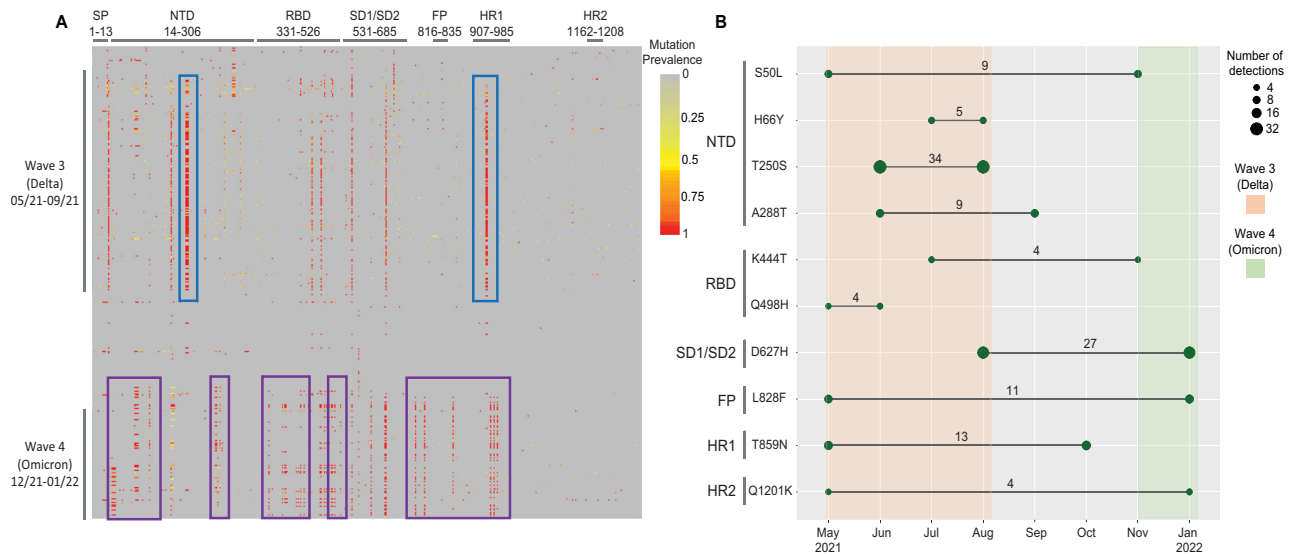 A
SP
1-13
NTD
14-306
RBD
331-526
SD1/SD2
531-685
FP
816-835
HR1
907-985
HR2
1162-1208
Mutation
Prevalence
0
0.25
0.5
0.75
1
Wave 3
(Delta)
05/21-09/21
Wave 4
(Omicron)
12/21-01/22
B
NTD
S50L
9
H66Y
5
T250S
34
A288T
9
RBD
K444T
4
Q498H
4
SD1/SD2
D627H
27
FP
L828F
11
HR1
T859N
13
HR2
Q1201K
4
May
2021
Jun
Jul
Aug
Sep
Oct
Nov
Jan
2022
Number of
detections
4
8
16
32
Wave 3
(Delta)
Wave 4
(Omicron)